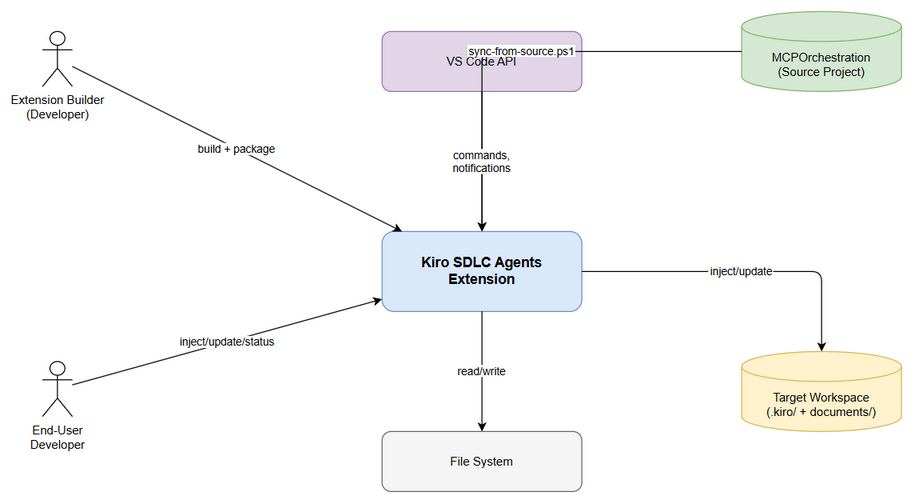 sync-from-source.ps1
VS Code API
MCPOrchestration
(Source Project)
Extension Builder
(Developer)
build + package
commands,
notifications
Kiro SDLC Agents
Extension
inject/update
inject/update/status
read/write
Target Workspace
(.kiro/ + documents/)
End-User
Developer
File System